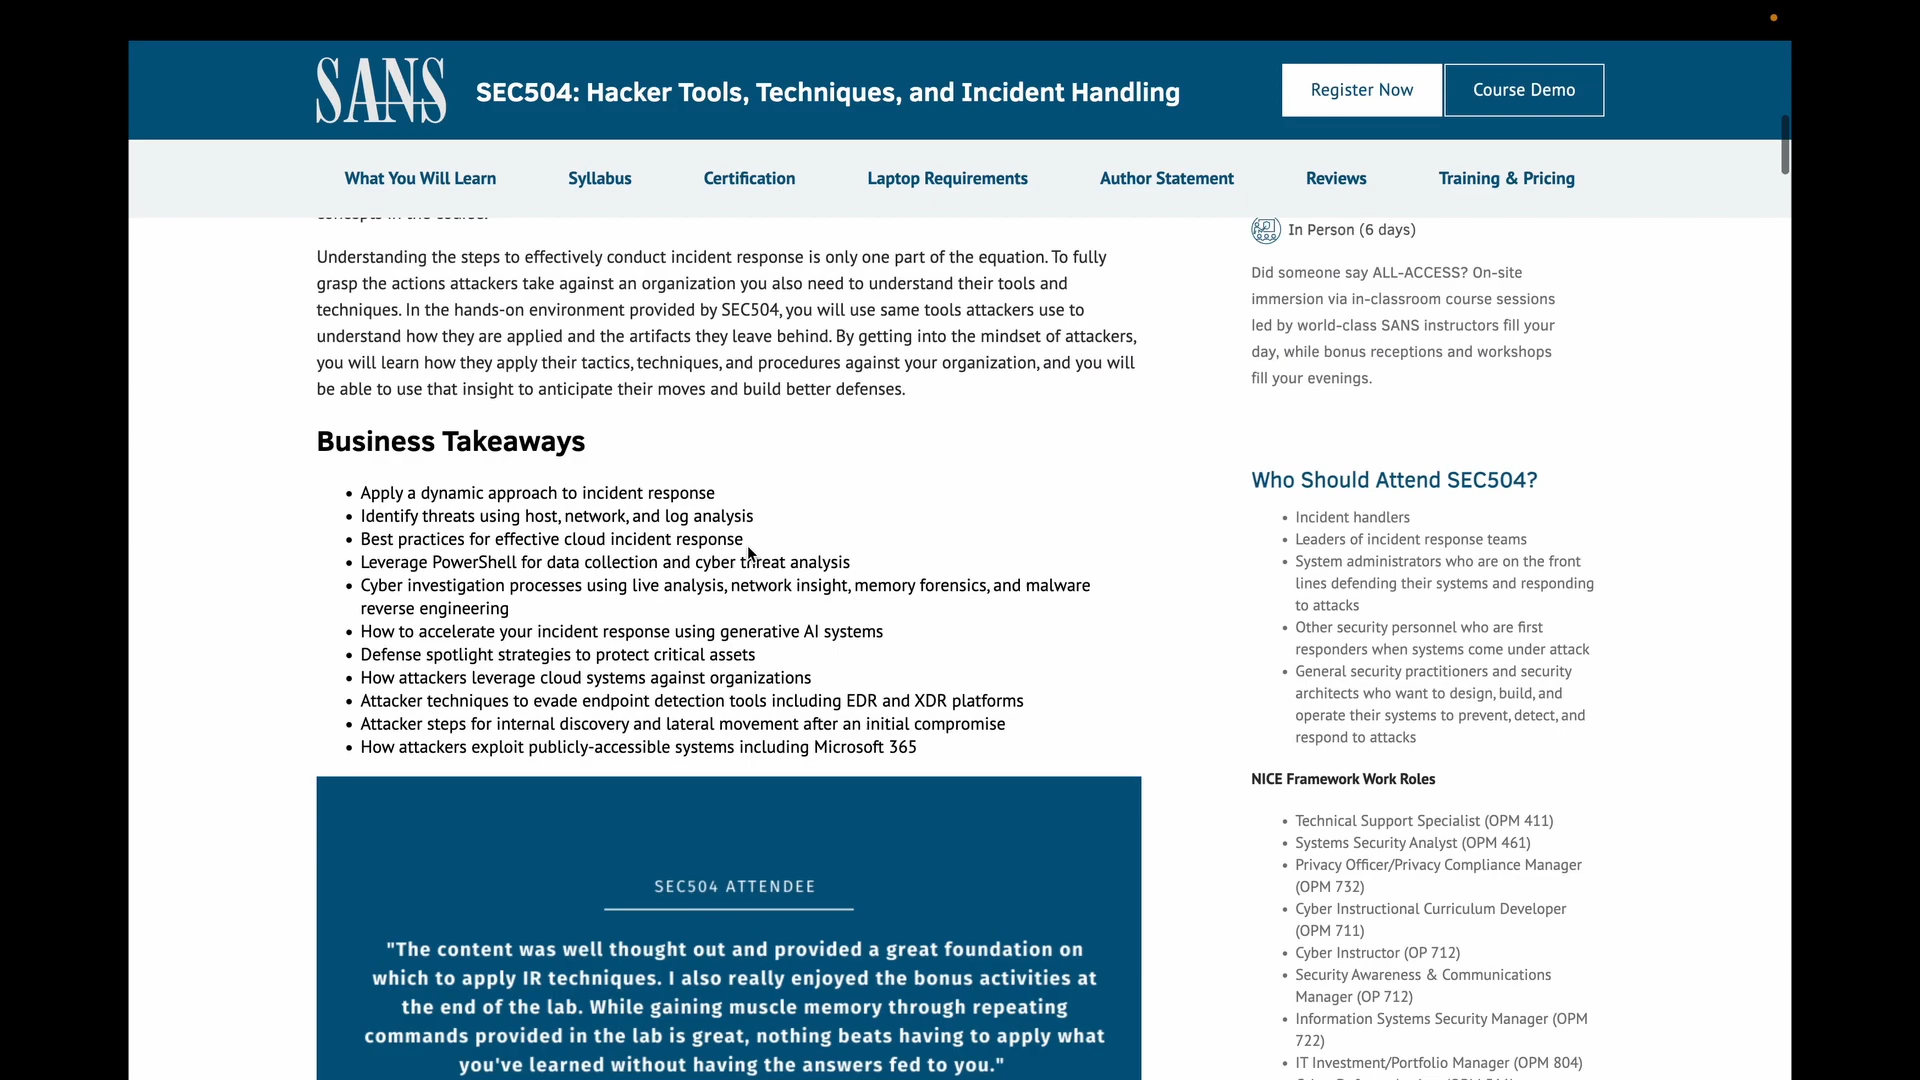 SANS
SEC504: Hacker Tools, Techniques, and Incident Handling
Register Now
Course Demo
What You Will Learn
Syllabus
Certification
Laptop Requirements
Author Statement
Reviews
Training & Pricing
concepts in the course.
Understanding the steps to effectively conduct incident response is only one part of the equation. To fully
grasp the actions attackers take against an organization you also need to understand their tools and
techniques. In the hands-on environment provided by SEC504, you will use same tools attackers use to
understand how they are applied and the artifacts they leave behind. By getting into the mindset of attackers,
you will learn how they apply their tactics, techniques, and procedures against your organization, and you will
be able to use that insight to anticipate their moves and build better defenses.
Business Takeaways
• Apply a dynamic approach to incident response
• Identify threats using host, network, and log analysis
• Best practices for effective cloud incident response
• Leverage PowerShell for data collection and cyber threat analysis
• Cyber investigation processes using live analysis, network insight, memory forensics, and malware
reverse engineering
• How to accelerate your incident response using generative AI systems
• Defense spotlight strategies to protect critical assets
• How attackers leverage cloud systems against organizations
• Attacker techniques to evade endpoint detection tools including EDR and XDR platforms
• Attacker steps for internal discovery and lateral movement after an initial compromise
• How attackers exploit publicly-accessible systems including Microsoft 365
SEC504 ATTENDEE
"The content was well thought out and provided a great foundation on
which to apply IR techniques. I also really enjoyed the bonus activities at
the end of the lab. While gaining muscle memory through repeating
commands provided in the lab is great, nothing beats having to apply what
you've learned without having the answers fed to you."
In Person (6 days)
Did someone say ALL-ACCESS? On-site
immersion via in-classroom course sessions
led by world-class SANS instructors fill your
day, while bonus receptions and workshops
fill your evenings.
Who Should Attend SEC504?
• Incident handlers
• Leaders of incident response teams
• System administrators who are on the front
lines defending their systems and responding
to attacks
• Other security personnel who are first
responders when systems come under attack
• General security practitioners and security
architects who want to design, build, and
operate their systems to prevent, detect, and
respond to attacks
NICE Framework Work Roles
• Technical Support Specialist (OPM 411)
• Systems Security Analyst (OPM 461)
• Privacy Officer/Privacy Compliance Manager
(OPM 732)
• Cyber Instructional Curriculum Developer
(OPM 711)
• Cyber Instructor (OP 712)
• Security Awareness & Communications
Manager (OP 712)
• Information Systems Security Manager (OPM
722)
• IT Investment/Portfolio Manager (OPM 804)